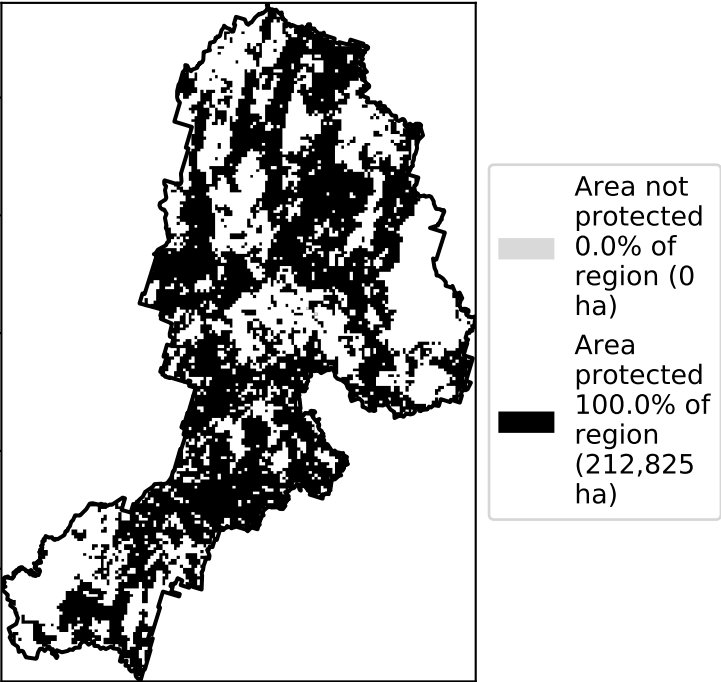 Area not
protected
0.0% of
region (0
ha)
Area
protected
100.0% of
region
(212,825
ha)